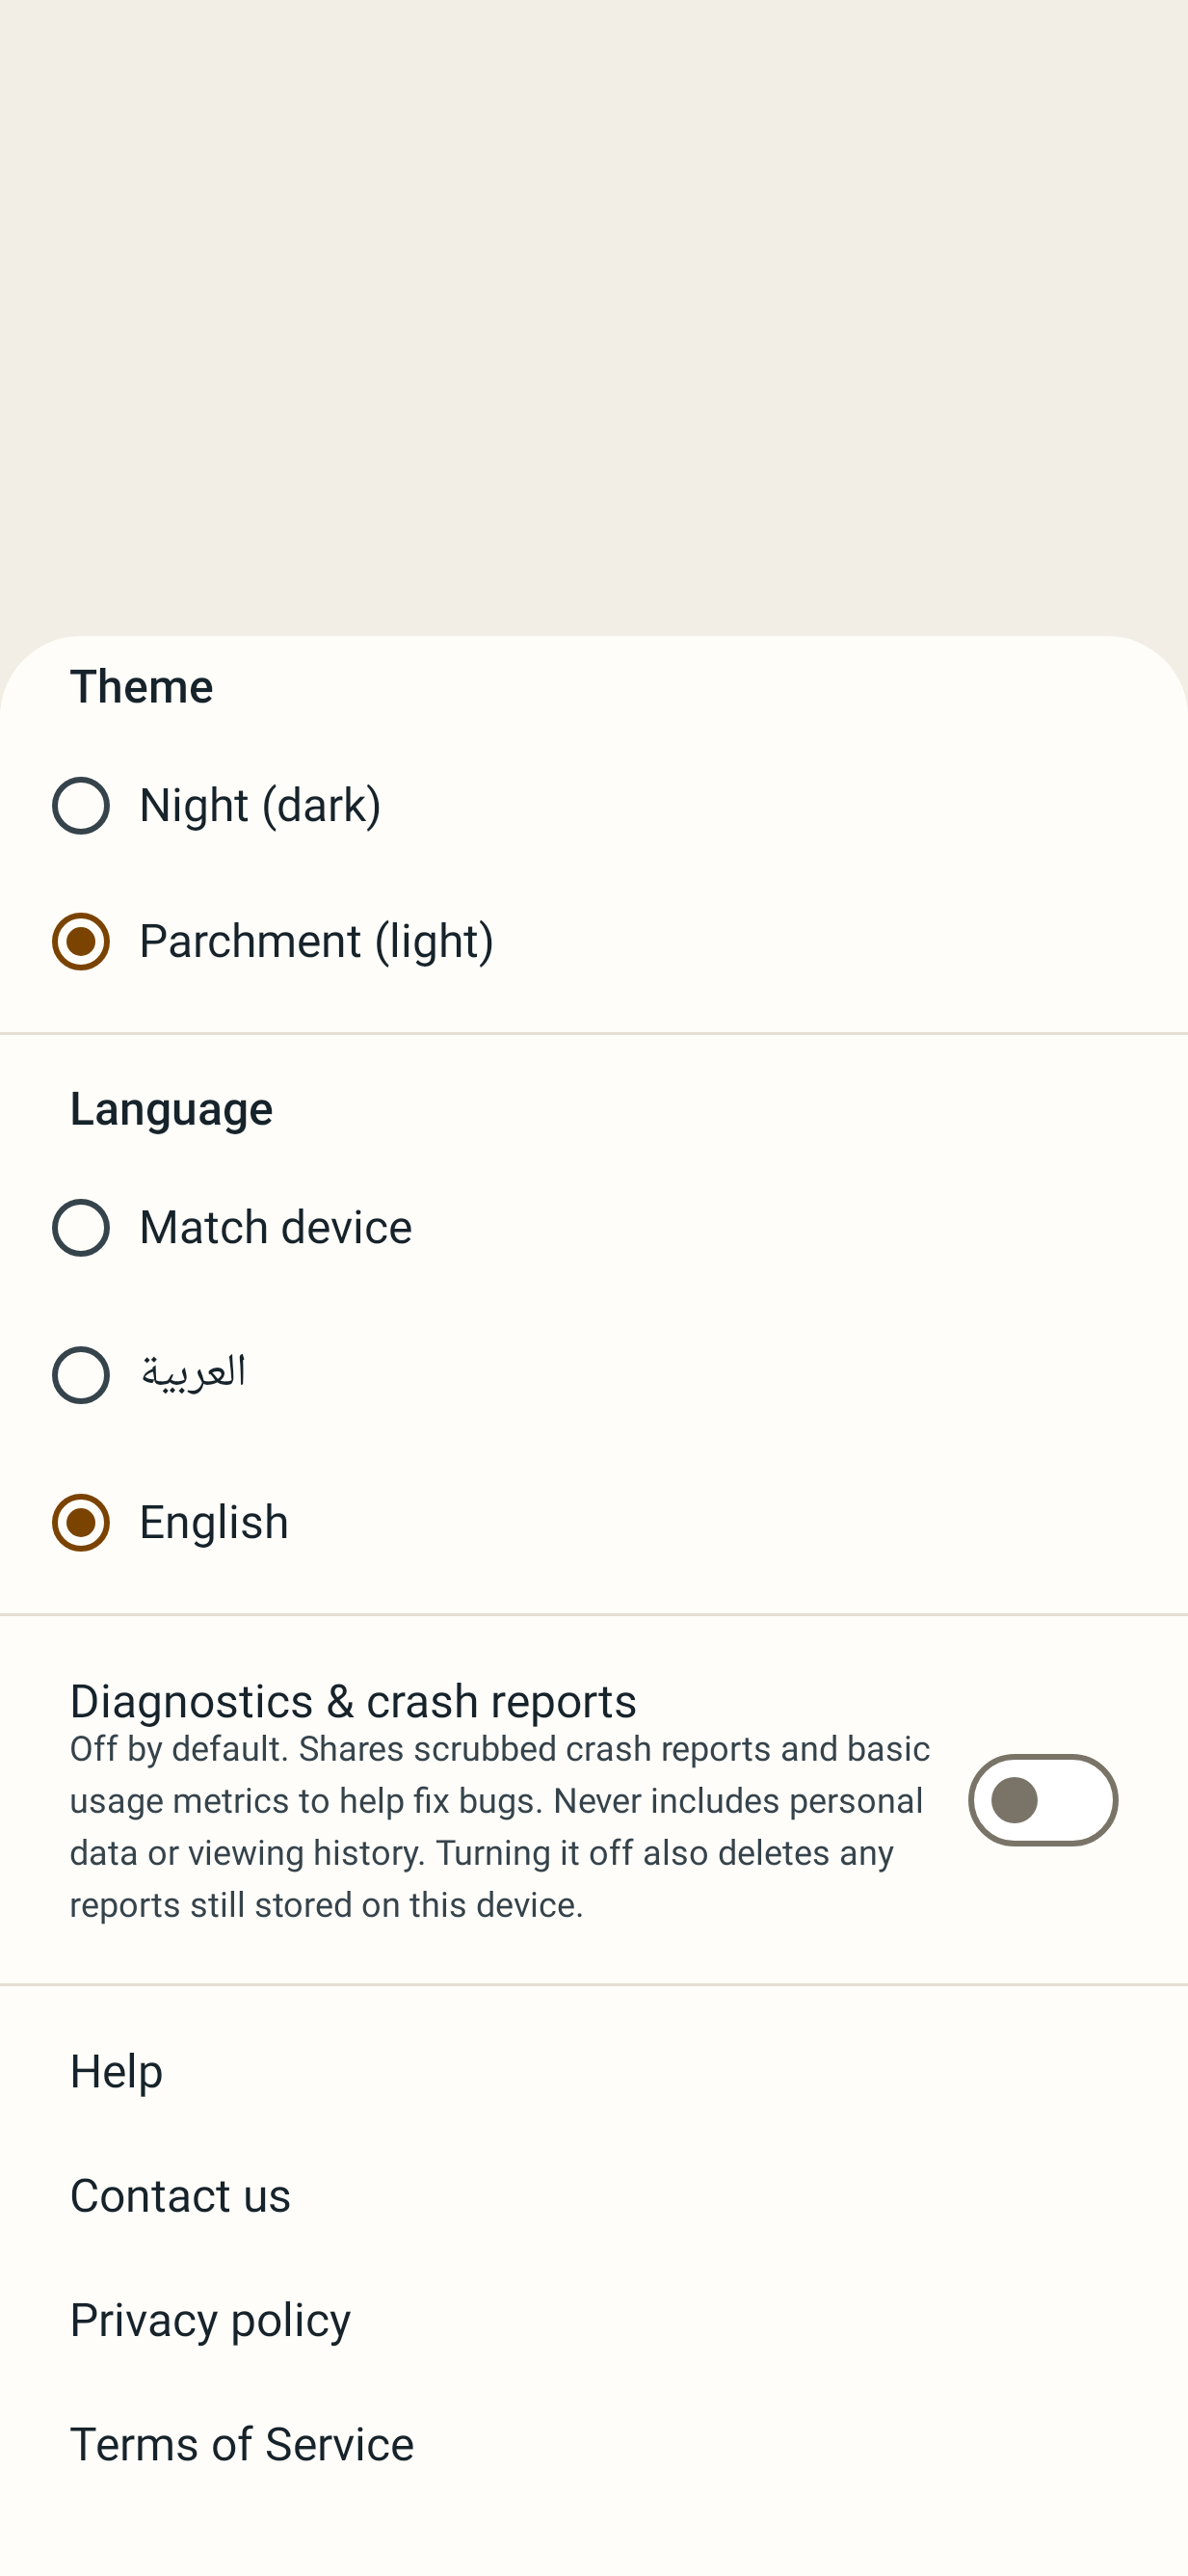 Theme
Night (dark)
Parchment (light)
Language
Match device
العربية
English
Diagnostics & crash reports
Off by default. Shares scrubbed crash reports and basic
usage metrics to help fix bugs. Never includes personal
data or viewing history. Turning it off also deletes any
reports still stored on this device.
Help
Contact us
Privacy policy
Terms of Service